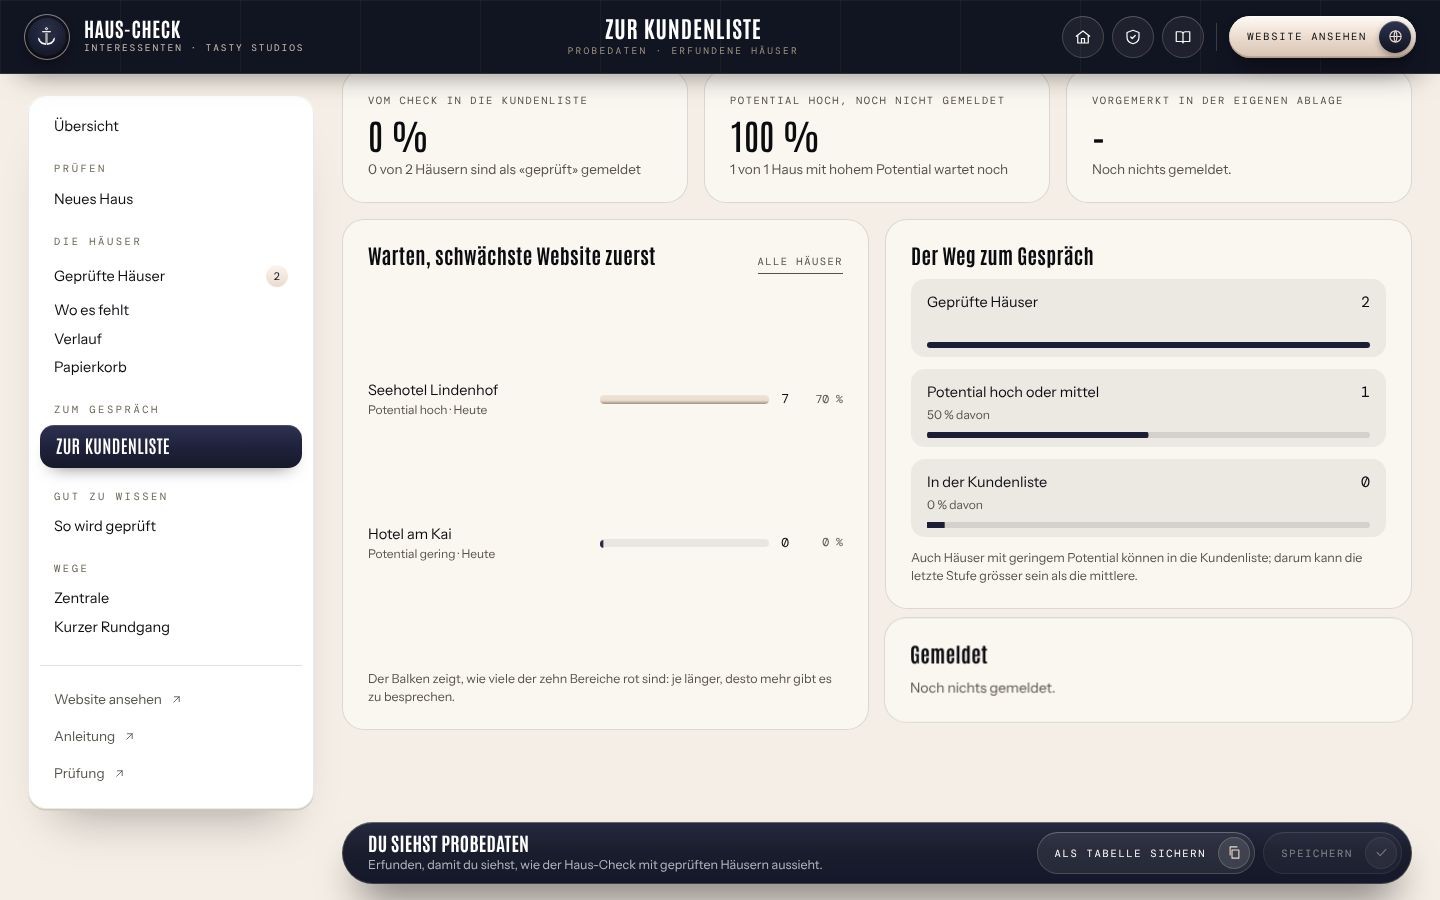 HAUS-CHECK
INTERESSENTEN · TASTY STUDIOS
ZUR KUNDENLISTE
PROBEDATEN · ERFUNDENE HÄUSER
WEBSITE ANSEHEN
Übersicht
PRÜFEN
Neues Haus
DIE HÄUSER
Geprüfte Häuser 2
Wo es fehlt
Verlauf
Papierkorb
ZUM GESPRÄCH
ZUR KUNDENLISTE
GUT ZU WISSEN
So wird geprüft
WEGE
Zentrale
Kurzer Rundgang
Website ansehen
Anleitung
Prüfung
VOM CHECK IN DIE KUNDENLISTE
0 %
0 von 2 Häusern sind als «geprüft» gemeldet
POTENTIAL HOCH, NOCH NICHT GEMELDET
100 %
1 von 1 Haus mit hohem Potential wartet noch
VORGEMERKT IN DER EIGENEN ABLAGE
-
Noch nichts gemeldet.
Warten, schwächste Website zuerst
ALLE HÄUSER
Seehotel Lindenhof
Potential hoch · Heute
7 70 %
Hotel am Kai
Potential gering · Heute
0 0 %
Der Balken zeigt, wie viele der zehn Bereiche rot sind: je länger, desto mehr gibt es
zu besprechen.
Der Weg zum Gespräch
Geprüfte Häuser 2
Potential hoch oder mittel 1
50 % davon
In der Kundenliste 0
0 % davon
Auch Häuser mit geringem Potential können in die Kundenliste; darum kann die
letzte Stufe grösser sein als die mittlere.
Gemeldet
Noch nichts gemeldet.
DU SIEHST PROBEDATEN
Erfunden, damit du siehst, wie der Haus-Check mit geprüften Häusern aussieht.
ALS TABELLE SICHERN
SPEICHERN